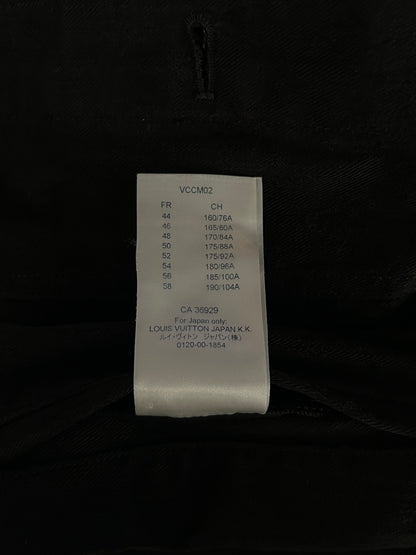 VCCM02
FR CH
44 160/76A
46 165/80A
48 170/84A
50 175/88A
52 175/92A
54 180/96A
56 185/100A
58 190/104A
CA 36929
For Japan only:
LOUIS VUITTON JAPAN K.K.
ルイ・ヴィトン ジャパン(株)
0120-00-1854